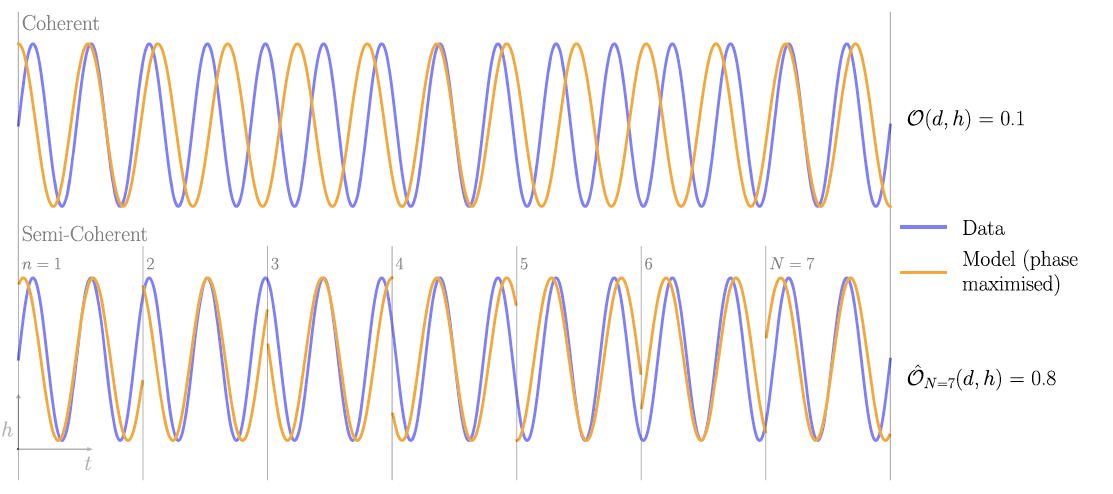 Coherent
𝒪(d, h) = 0.1
Semi-Coherent
Data
n = 1
2
3
4
5
6
N = 7
Model (phase
maximised)
𝒪̂_{N=7}(d, h) = 0.8
h
t